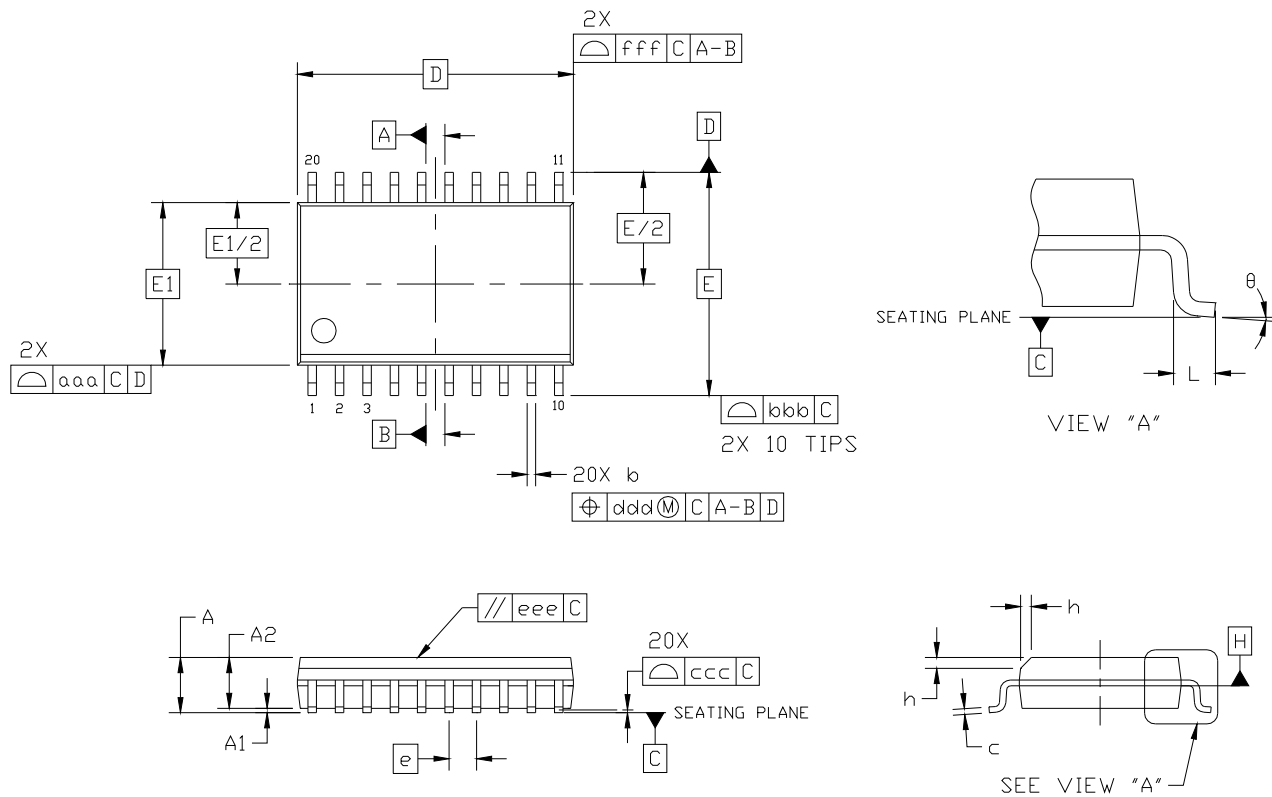 2X
⌓ fff C A-B
D
A
D
20
11
E1/2
E/2
E1
E
2X
⌓ aaa C D
1 2 3
10
B
⌓ bbb C
2X 10 TIPS
20X b
⌖ ddd Ⓜ C A-B D
θ
SEATING PLANE
C
L
VIEW "A"
A
A2
// eee C
20X
⌓ ccc C
SEATING PLANE
A1
e
C
h
H
h
c
SEE VIEW "A"